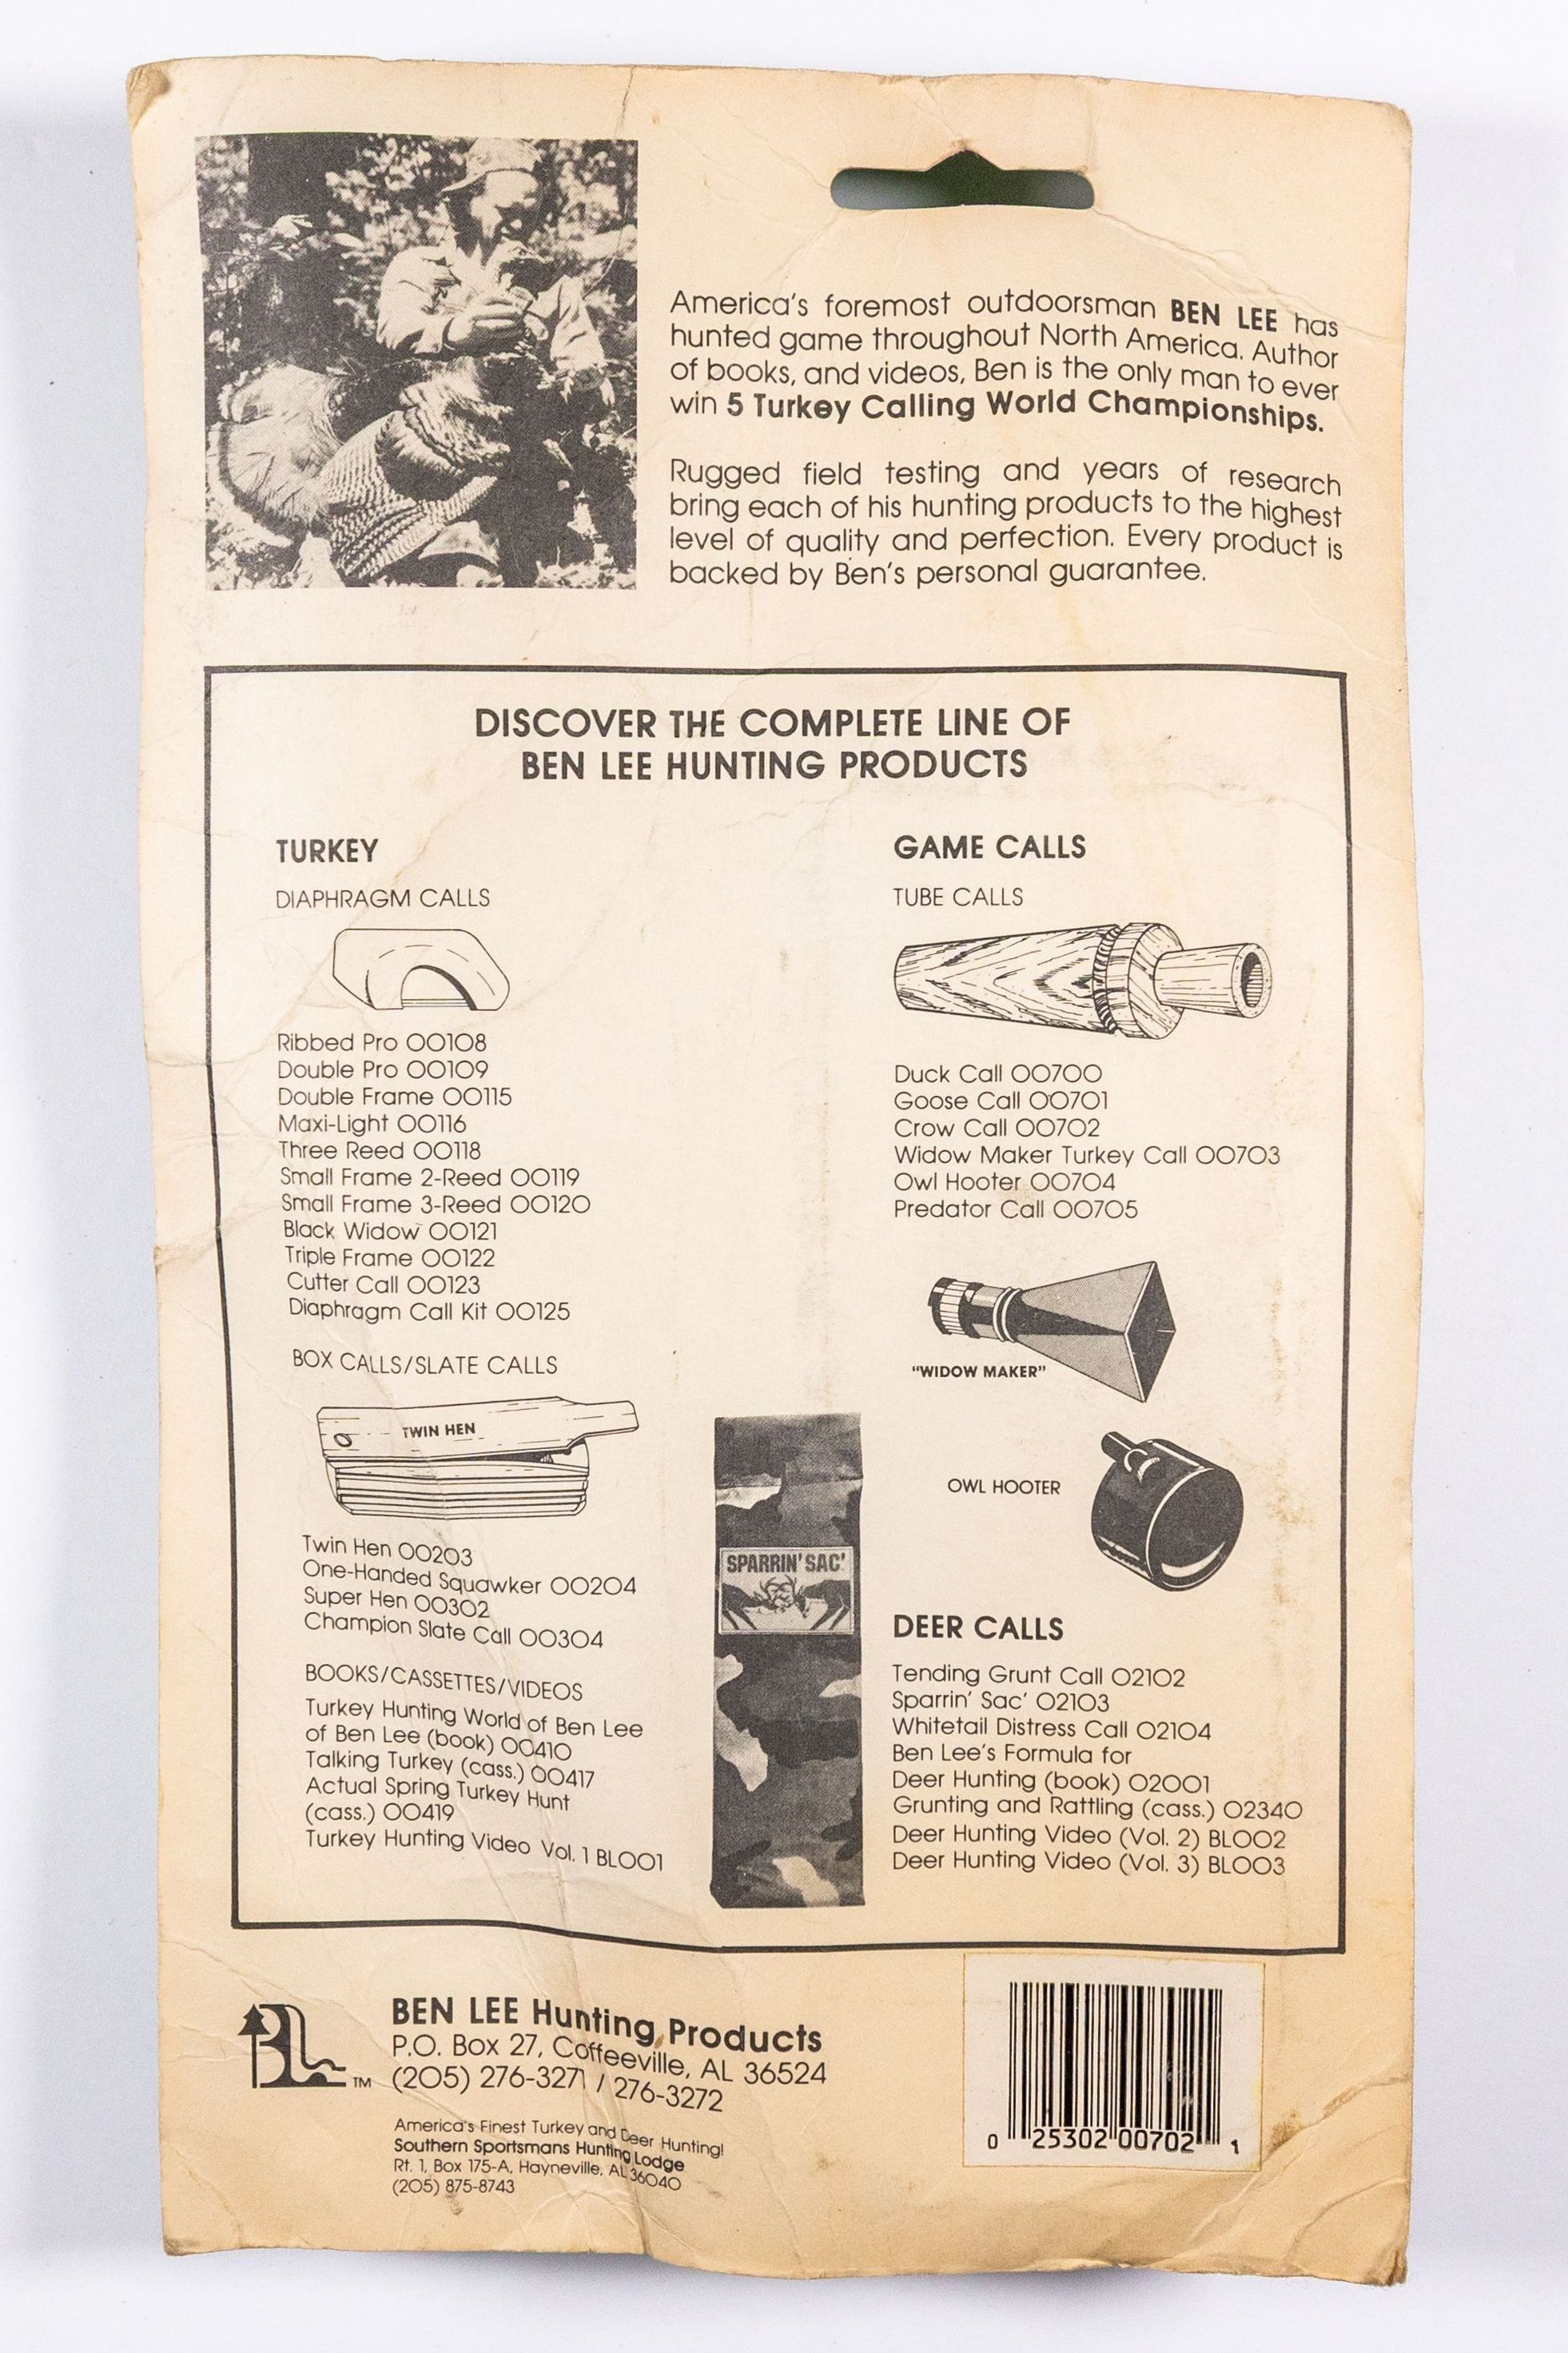 America's foremost outdoorsman BEN LEE has
hunted game throughout North America. Author
of books, and videos, Ben is the only man to ever
win 5 Turkey Calling World Championships.
Rugged field testing and years of research
bring each of his hunting products to the highest
level of quality and perfection. Every product is
backed by Ben's personal guarantee.
DISCOVER THE COMPLETE LINE OF
BEN LEE HUNTING PRODUCTS
TURKEY
DIAPHRAGM CALLS
Ribbed Pro 00108
Double Pro 00109
Double Frame 00115
Maxi-Light 00116
Three Reed 00118
Small Frame 2-Reed 00119
Small Frame 3-Reed 00120
Black Widow 00121
Triple Frame 00122
Cutter Call 00123
Diaphragm Call Kit 00125
BOX CALLS/SLATE CALLS
TWIN HEN
Twin Hen 00203
One-Handed Squawker 00204
Super Hen 00302
Champion Slate Call 00304
BOOKS/CASSETTES/VIDEOS
Turkey Hunting World of Ben Lee
of Ben Lee (book) 00410
Talking Turkey (cass.) 00417
Actual Spring Turkey Hunt
(cass.) 00419
Turkey Hunting Video Vol. 1 BL001
SPARRIN' SAC'
GAME CALLS
TUBE CALLS
Duck Call 00700
Goose Call 00701
Crow Call 00702
Widow Maker Turkey Call 00703
Owl Hooter 00704
Predator Call 00705
"WIDOW MAKER"
OWL HOOTER
DEER CALLS
Tending Grunt Call 02102
Sparrin' Sac' 02103
Whitetail Distress Call 02104
Ben Lee's Formula for
Deer Hunting (book) 02001
Grunting and Rattling (cass.) 02340
Deer Hunting Video (Vol. 2) BL002
Deer Hunting Video (Vol. 3) BL003
BL TM
BEN LEE Hunting Products
P.O. Box 27, Coffeeville, AL 36524
(205) 276-3271 / 276-3272
America's Finest Turkey and Deer Hunting!
Southern Sportsmans Hunting Lodge
Rt. 1, Box 175-A, Hayneville, AL 36040
(205) 875-8743
0 25302 00702 1